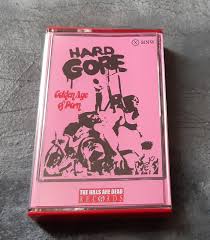 HARD
GORE
Golden Age
of Porn
THE HILLS ARE DEAD
RECORDS